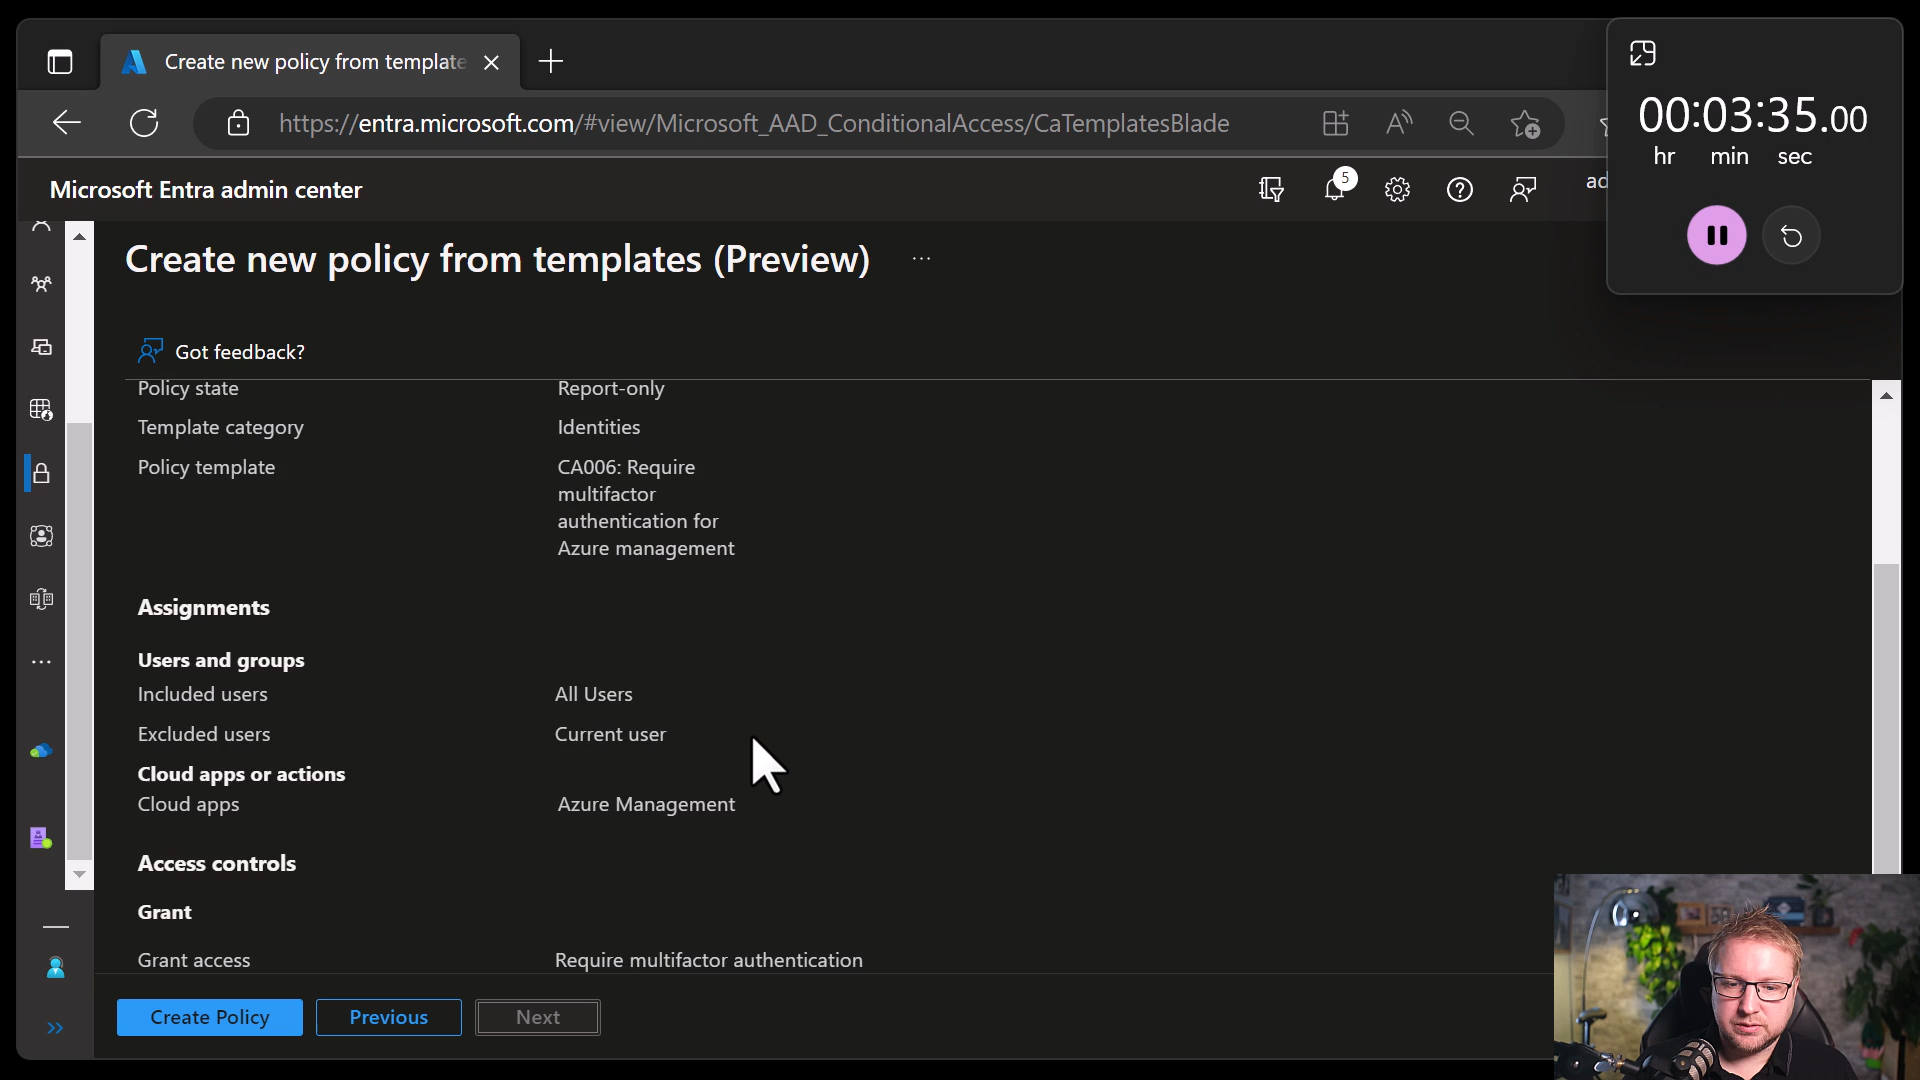 Create new policy from template
https://entra.microsoft.com/#view/Microsoft_AAD_ConditionalAccess/CaTemplatesBlade
00:03:35.00
hr min sec
Microsoft Entra admin center
5
Create new policy from templates (Preview) ...
Got feedback?
Policy state Report-only
Template category Identities
Policy template CA006: Require
multifactor
authentication for
Azure management
Assignments
Users and groups
Included users All Users
Excluded users Current user
Cloud apps or actions
Cloud apps Azure Management
Access controls
Grant
Grant access Require multifactor authentication
Create Policy Previous Next